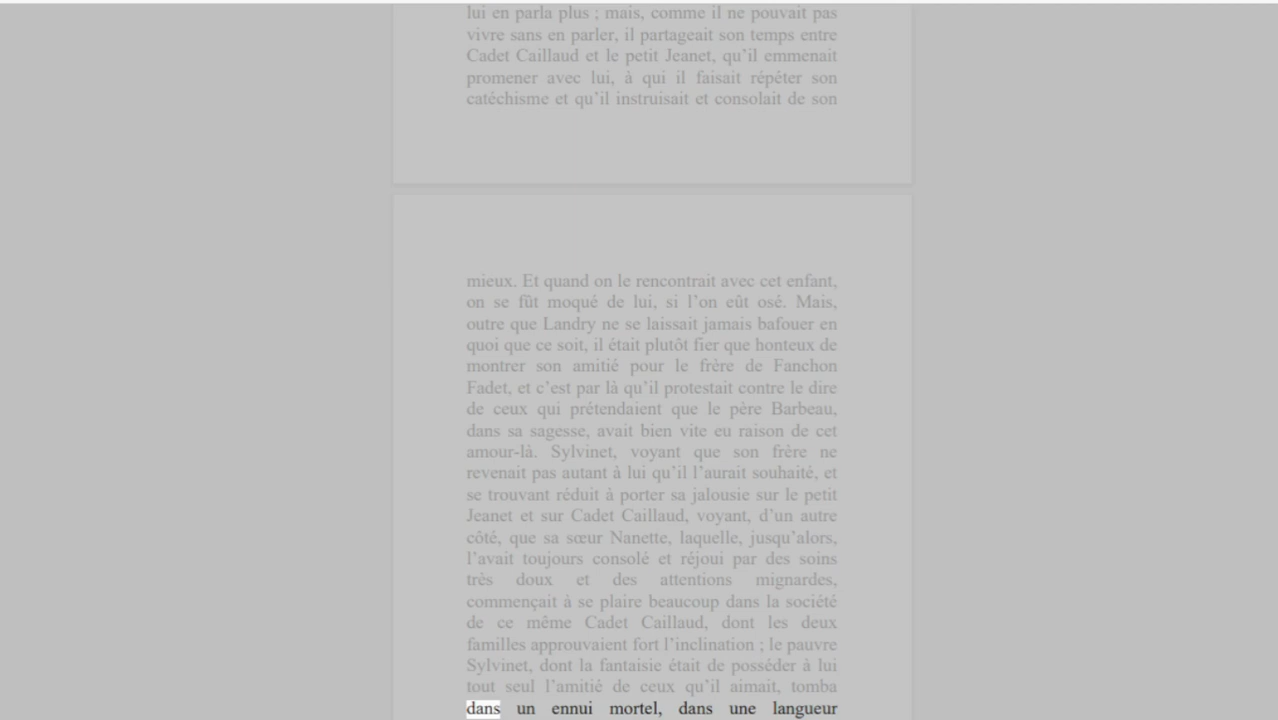 lui en parla plus ; mais, comme il ne pouvait pas
vivre sans en parler, il partageait son temps entre
Cadet Caillaud et le petit Jeanet, qu’il emmenait
promener avec lui, à qui il faisait répéter son
catéchisme et qu’il instruisait et consolait de son
mieux. Et quand on le rencontrait avec cet enfant,
on se fût moqué de lui, si l’on eût osé. Mais,
outre que Landry ne se laissait jamais bafouer en
quoi que ce soit, il était plutôt fier que honteux de
montrer son amitié pour le frère de Fanchon
Fadet, et c’est par là qu’il protestait contre le dire
de ceux qui prétendaient que le père Barbeau,
dans sa sagesse, avait bien vite eu raison de cet
amour-là. Sylvinet, voyant que son frère ne
revenait pas autant à lui qu’il l’aurait souhaité, et
se trouvant réduit à porter sa jalousie sur le petit
Jeanet et sur Cadet Caillaud, voyant, d’un autre
côté, que sa sœur Nanette, laquelle, jusqu’alors,
l’avait toujours consolé et réjoui par des soins
très doux et des attentions mignardes,
commençait à se plaire beaucoup dans la société
de ce même Cadet Caillaud, dont les deux
familles approuvaient fort l’inclination ; le pauvre
Sylvinet, dont la fantaisie était de posséder à lui
tout seul l’amitié de ceux qu’il aimait, tomba
dans un ennui mortel, dans une langueur